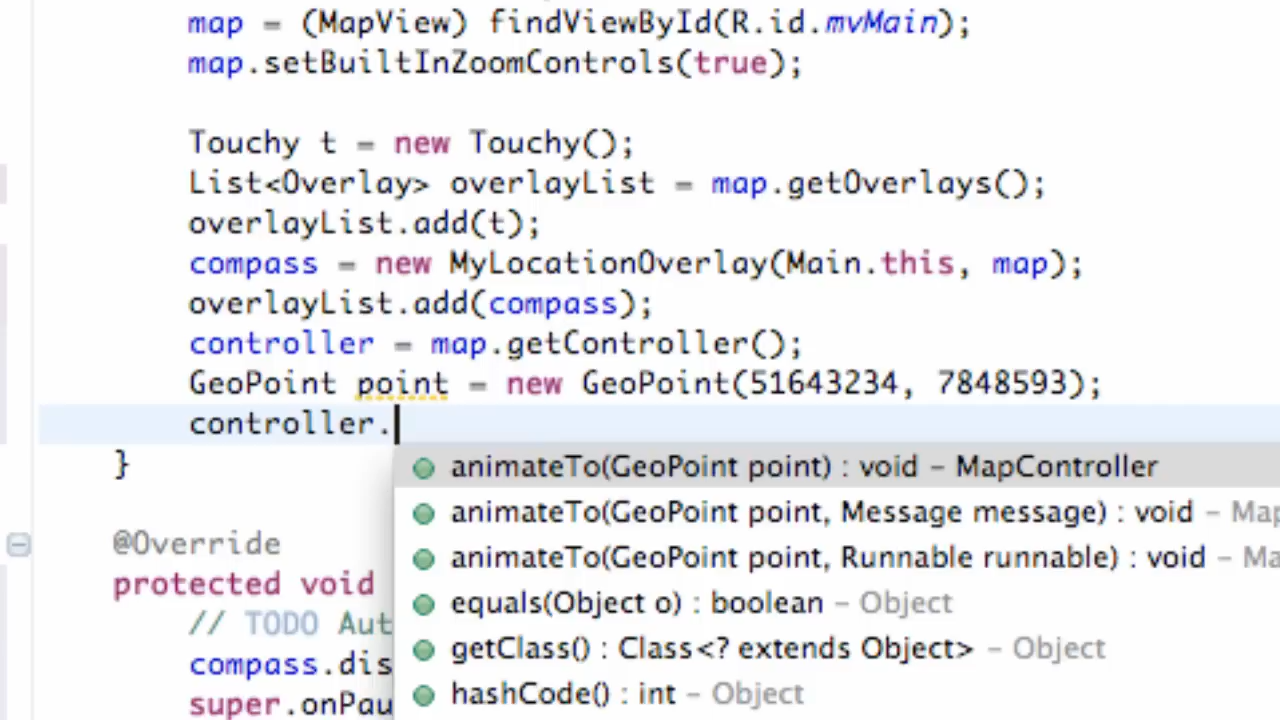 map = (MapView) findViewById(R.id.mvMain);
map.setBuiltInZoomControls(true);
Touchy t = new Touchy();
List<Overlay> overlayList = map.getOverlays();
overlayList.add(t);
compass = new MyLocationOverlay(Main.this, map);
overlayList.add(compass);
controller = map.getController();
GeoPoint point = new GeoPoint(51643234, 7848593);
controller.
}
animateTo(GeoPoint point) : void – MapController
animateTo(GeoPoint point, Message message) : void – Map
animateTo(GeoPoint point, Runnable runnable) : void – Ma
equals(Object o) : boolean – Object
getClass() : Class<? extends Object> – Object
hashCode() : int – Object
@Override
protected void
// TODO Aut
compass.dis
super.onPau